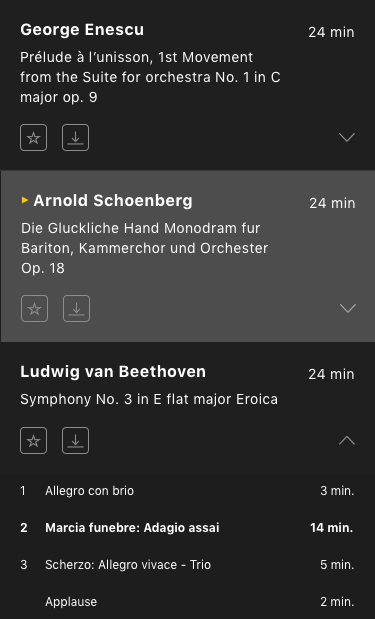 George Enescu 24 min
Prélude à l’unisson, 1st Movement
from the Suite for orchestra No. 1 in C
major op. 9
Arnold Schoenberg 24 min
Die Gluckliche Hand Monodram fur
Bariton, Kammerchor und Orchester
Op. 18
Ludwig van Beethoven 24 min
Symphony No. 3 in E flat major Eroica
1 Allegro con brio 3 min.
2 Marcia funebre: Adagio assai 14 min.
3 Scherzo: Allegro vivace - Trio 5 min.
Applause 2 min.